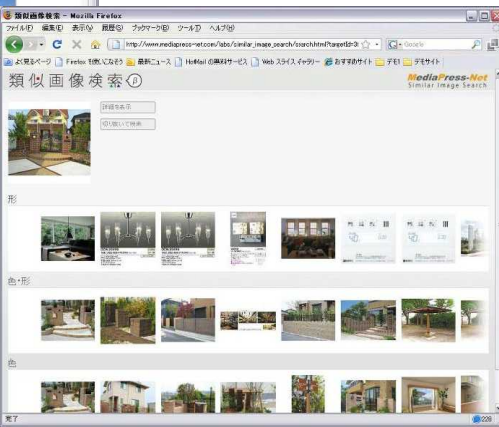 類似画像検索 - Mozilla Firefox
ファイル(F) 編集(E) 表示(V) 履歴(S) ブックマーク(B) ツール(T) ヘルプ(H)
http://www.mediapress-net.com/labs/similar_image_search/ssearch.html?targetId=3
Google
よく見るページ Firefox を使いこなそう 最新ニュース HotMail の無料サービス Web スライス ギャラリー おすすめサイト デモ1 デモサイト
類似画像検索 β
MediaPress-Net
Similar Image Search
詳細を表示
切り抜いて検索
形
色・形
色
完了
228